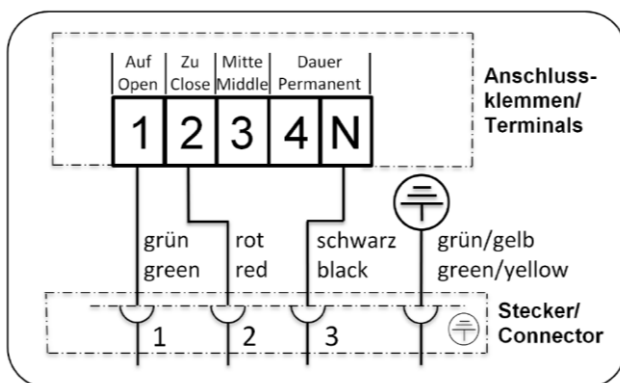 Auf Zu Mitte Dauer
Open Close Middle Permanent
1 2 3 4 N
Anschluss-
klemmen/
Terminals
grün rot schwarz grün/gelb
green red black green/yellow
1 2 3
Stecker/
Connector